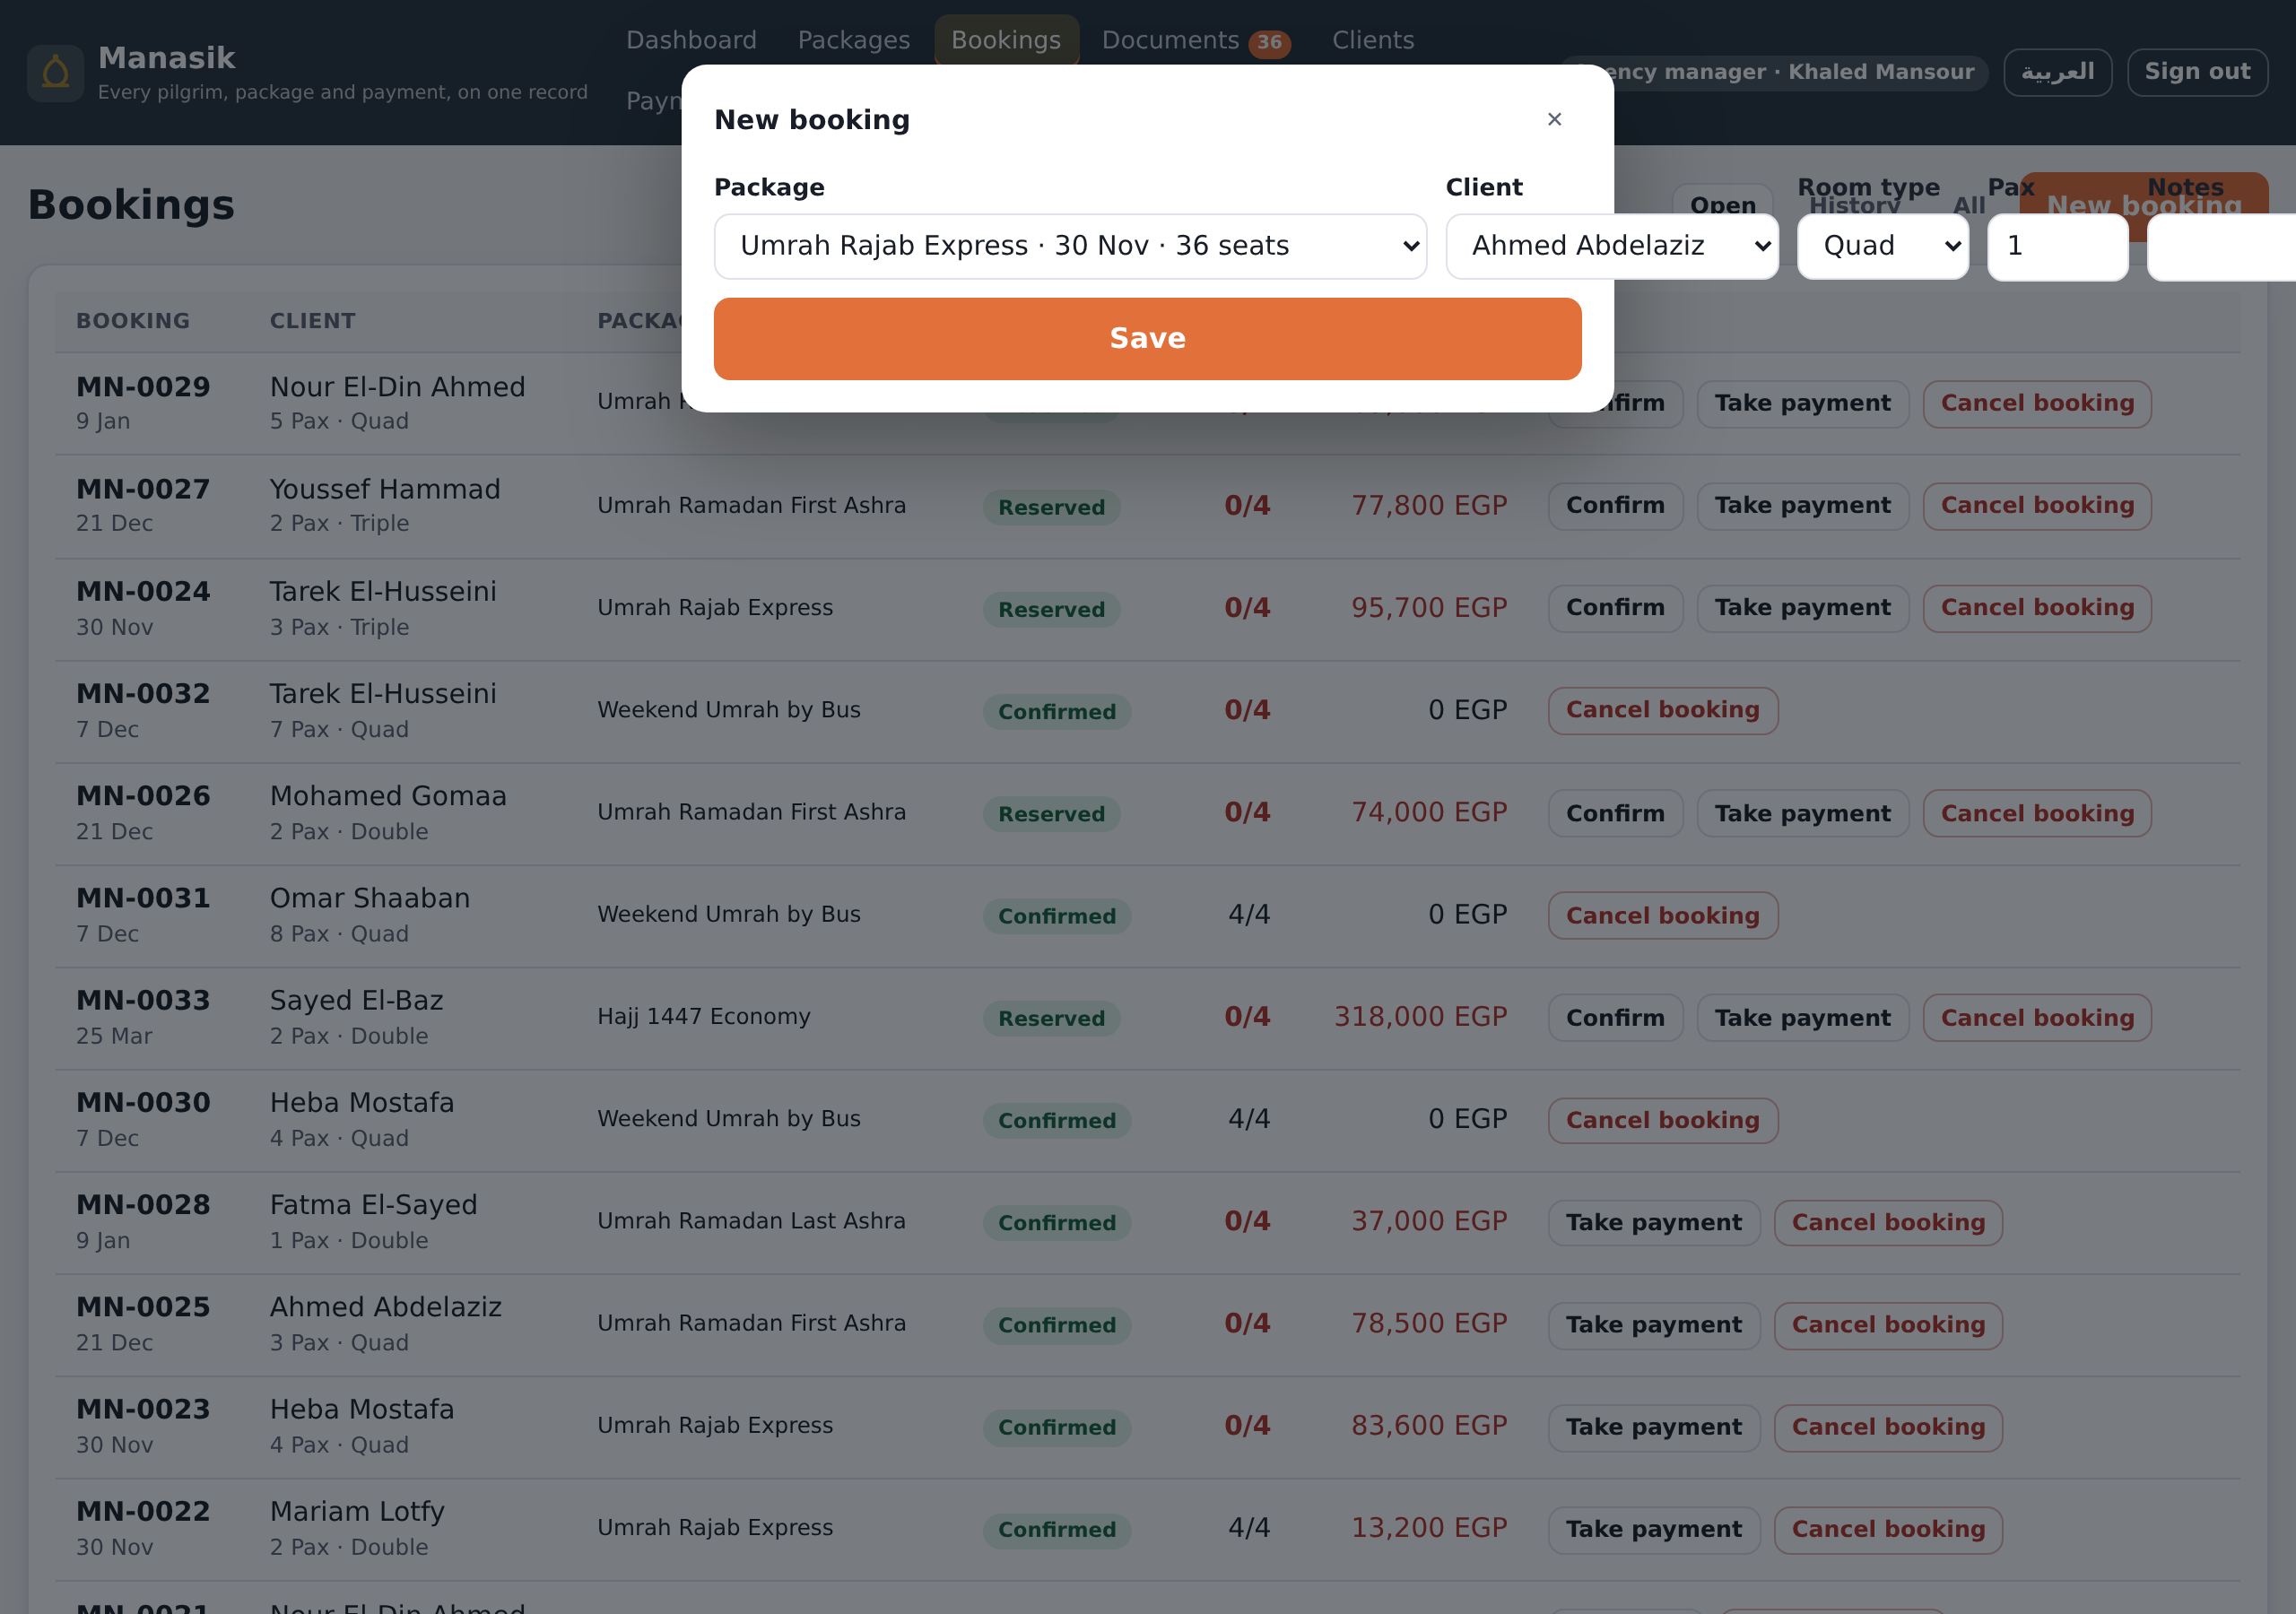 Manasik
Every pilgrim, package and payment, on one record
Dashboard Packages Bookings Documents 36 Clients
ency manager · Khaled Mansour العربية Sign out
New booking ×
Package Client Room type Pax Notes
Umrah Rajab Express · 30 Nov · 36 seats Ahmed Abdelaziz Quad 1
Save
Bookings Open History All New booking
BOOKING CLIENT
MN-0029 Nour El-Din Ahmed Umrah Take payment Cancel booking
9 Jan 5 Pax · Quad
MN-0027 Youssef Hammad Umrah Ramadan First Ashra Reserved 0/4 77,800 EGP Confirm Take payment Cancel booking
21 Dec 2 Pax · Triple
MN-0024 Tarek El-Husseini Umrah Rajab Express Reserved 0/4 95,700 EGP Confirm Take payment Cancel booking
30 Nov 3 Pax · Triple
MN-0032 Tarek El-Husseini Weekend Umrah by Bus Confirmed 0/4 0 EGP Cancel booking
7 Dec 7 Pax · Quad
MN-0026 Mohamed Gomaa Umrah Ramadan First Ashra Reserved 0/4 74,000 EGP Confirm Take payment Cancel booking
21 Dec 2 Pax · Double
MN-0031 Omar Shaaban Weekend Umrah by Bus Confirmed 4/4 0 EGP Cancel booking
7 Dec 8 Pax · Quad
MN-0033 Sayed El-Baz Hajj 1447 Economy Reserved 0/4 318,000 EGP Confirm Take payment Cancel booking
25 Mar 2 Pax · Double
MN-0030 Heba Mostafa Weekend Umrah by Bus Confirmed 4/4 0 EGP Cancel booking
7 Dec 4 Pax · Quad
MN-0028 Fatma El-Sayed Umrah Ramadan Last Ashra Confirmed 0/4 37,000 EGP Take payment Cancel booking
9 Jan 1 Pax · Double
MN-0025 Ahmed Abdelaziz Umrah Ramadan First Ashra Confirmed 0/4 78,500 EGP Take payment Cancel booking
21 Dec 3 Pax · Quad
MN-0023 Heba Mostafa Umrah Rajab Express Confirmed 0/4 83,600 EGP Take payment Cancel booking
30 Nov 4 Pax · Quad
MN-0022 Mariam Lotfy Umrah Rajab Express Confirmed 4/4 13,200 EGP Take payment Cancel booking
30 Nov 2 Pax · Double
MN-0021 Nour El-Din Ahmed